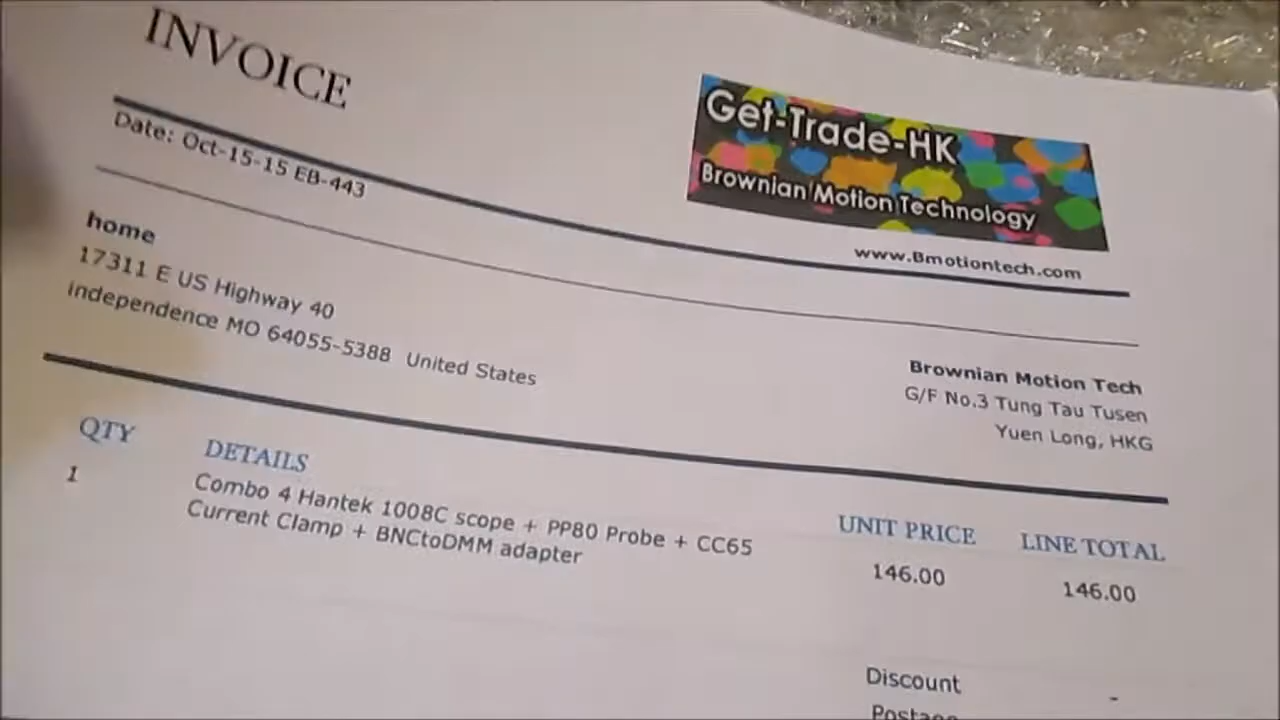 INVOICE
Get-Trade-HK
Brownian Motion Technology
Date: Oct-15-15 EB-443
www.Bmotiontech.com
home
17311 E US Highway 40
independence MO 64055-5388 United States
Brownian Motion Tech
G/F No.3 Tung Tau Tusen
Yuen Long, HKG
QTY DETAILS UNIT PRICE LINE TOTAL
1 Combo 4 Hantek 1008C scope + PP80 Probe + CC65
Current Clamp + BNCtoDMM adapter
146.00 146.00
Discount -
Postage